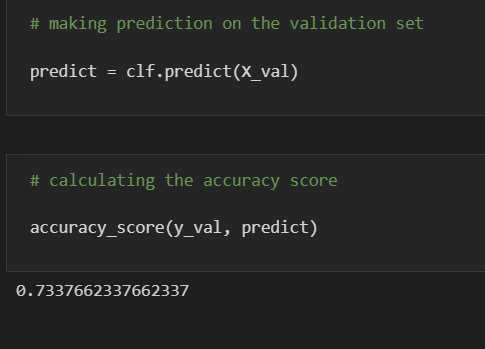 # making prediction on the validation set
predict = clf.predict(X_val)
# calculating the accuracy score
accuracy_score(y_val, predict)
0.7337662337662337